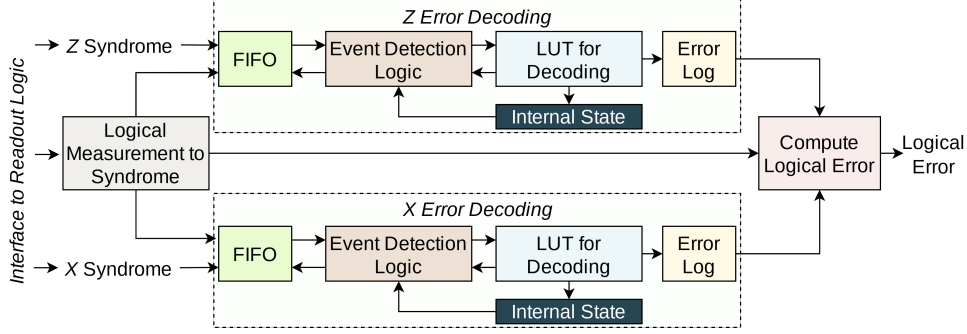 Interface to Readout Logic
Z Error Decoding
Z Syndrome
FIFO
Event Detection
Logic
LUT for
Decoding
Error
Log
Internal State
Logical
Measurement to
Syndrome
Compute
Logical Error
Logical
Error
X Error Decoding
X Syndrome
FIFO
Event Detection
Logic
LUT for
Decoding
Error
Log
Internal State